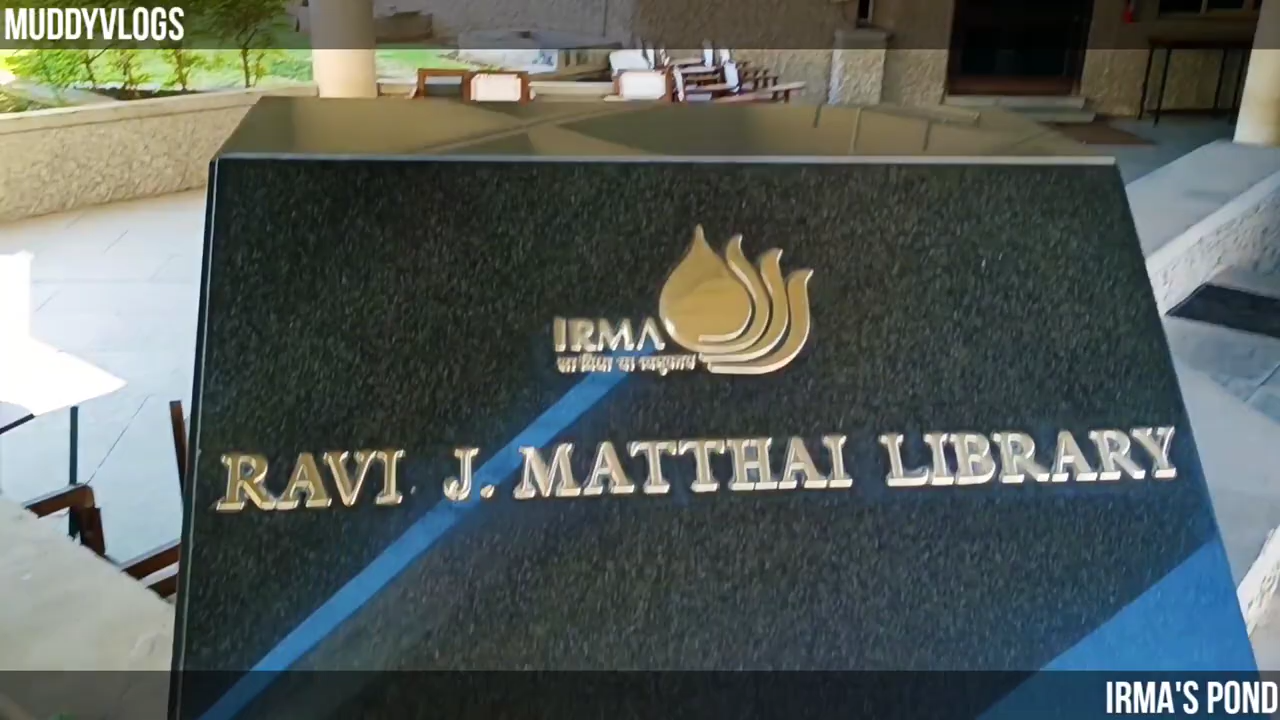 MUDDYVLOGS
IRMA
सा विद्या या
RAVI J. MATTHAI LIBRARY
IRMA'S POND